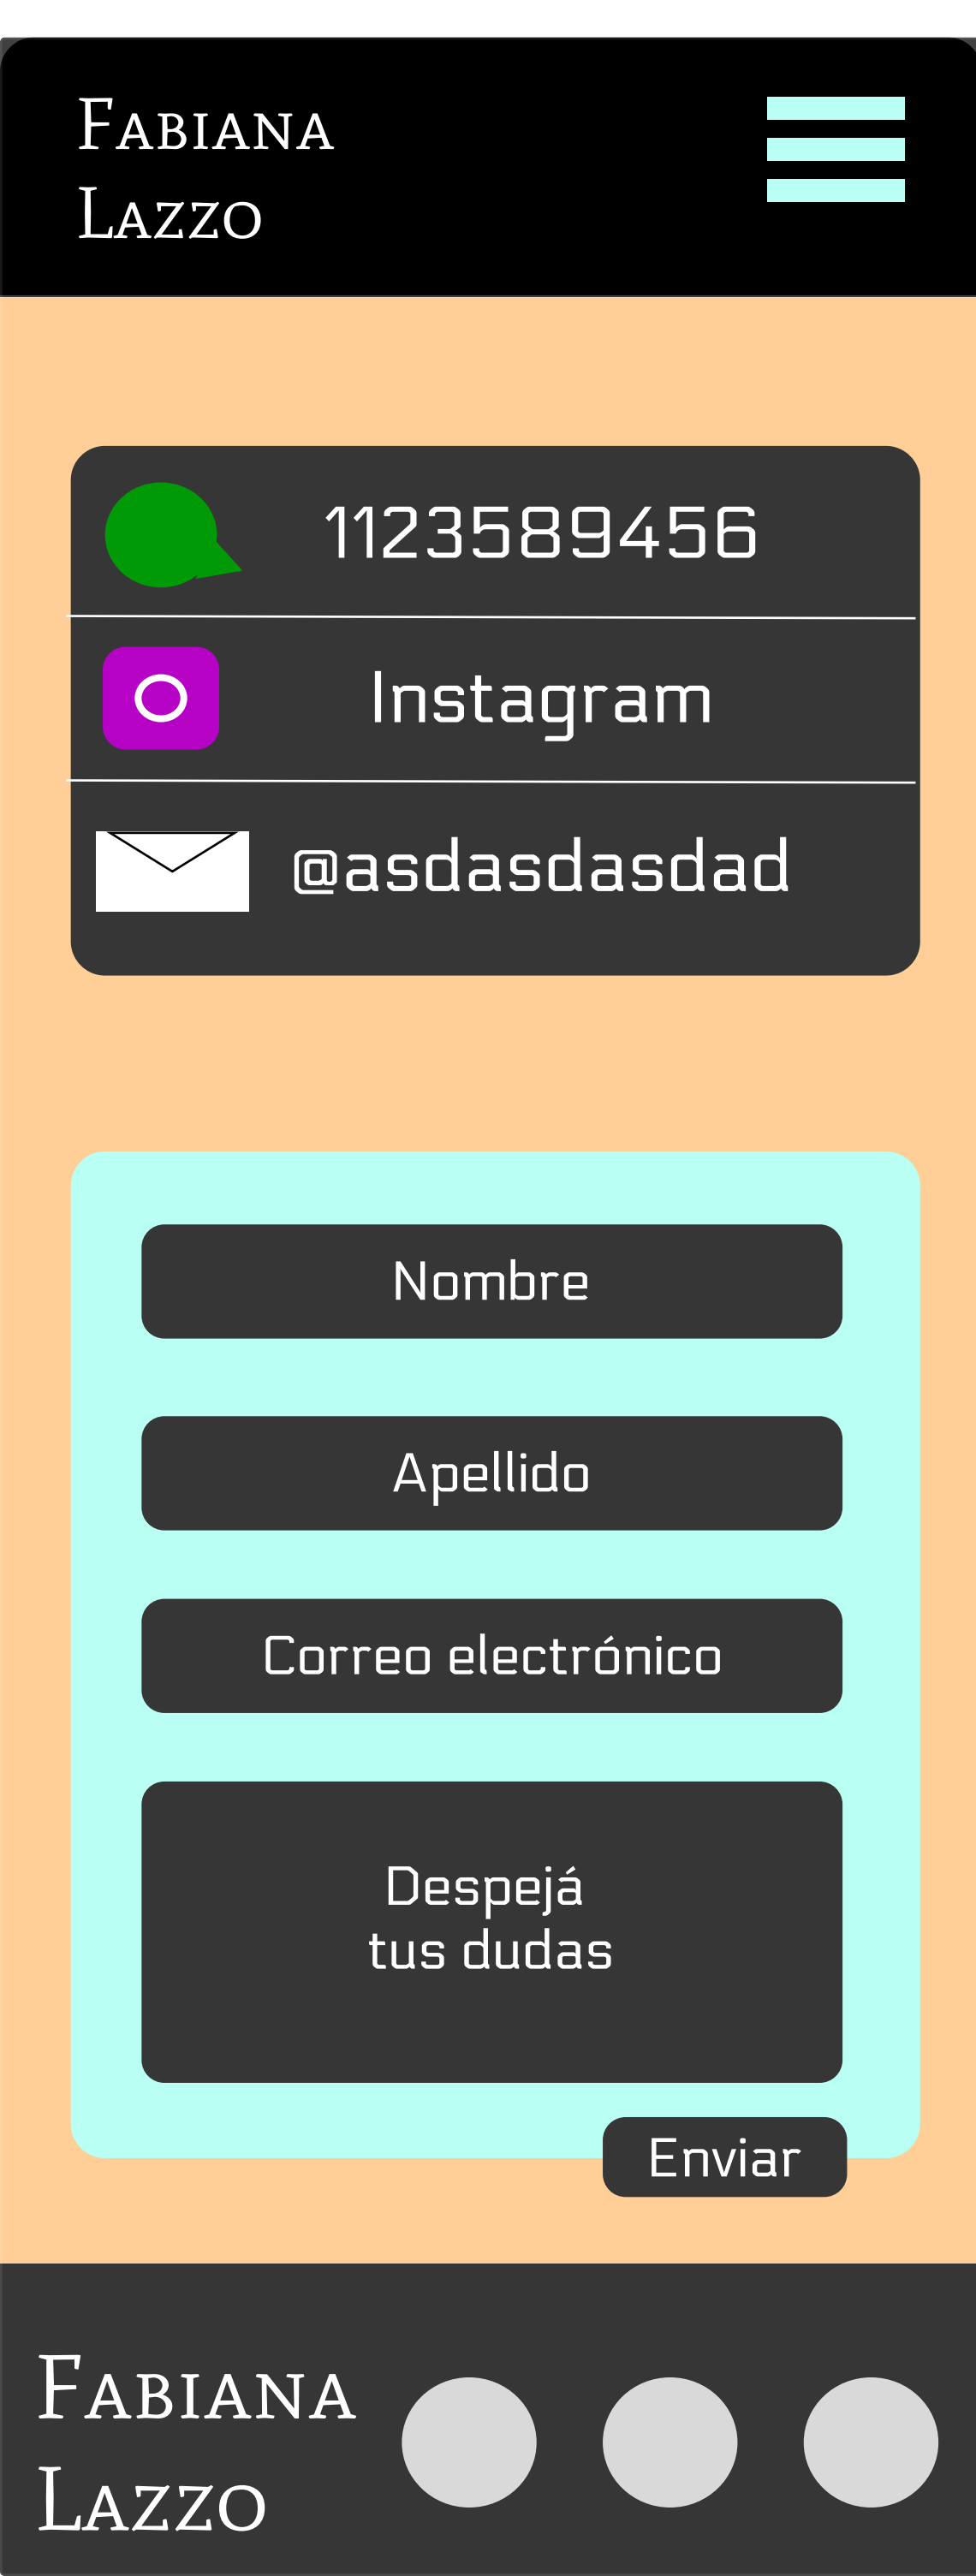 Fabiana
Lazzo
1123589456
Instagram
@asdasdasdad
Nombre
Apellido
Correo electrónico
Despejá
tus dudas
Enviar
Fabiana
Lazzo